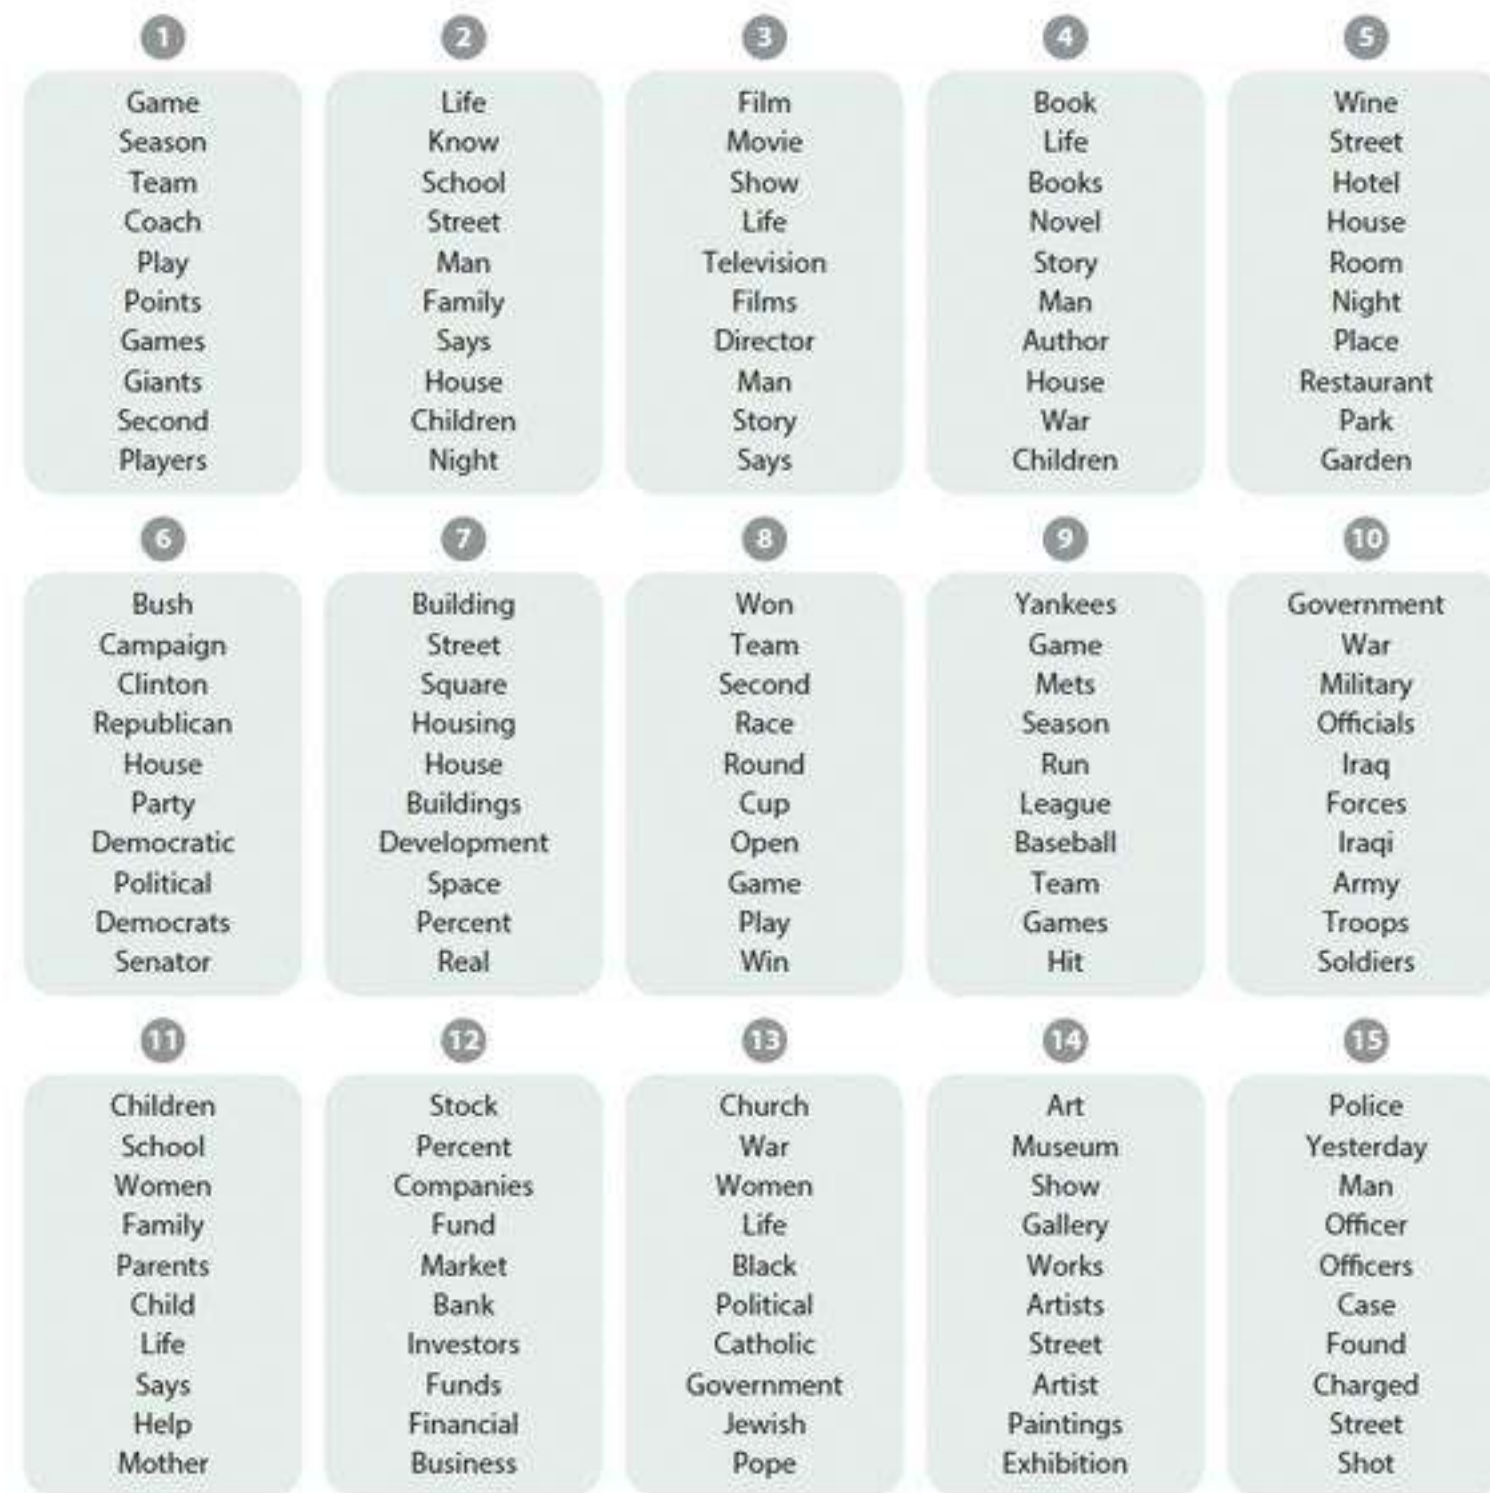 1
Game
Season
Team
Coach
Play
Points
Games
Giants
Second
Players
2
Life
Know
School
Street
Man
Family
Says
House
Children
Night
3
Film
Movie
Show
Life
Television
Films
Director
Man
Story
Says
4
Book
Life
Books
Novel
Story
Man
Author
House
War
Children
5
Wine
Street
Hotel
House
Room
Night
Place
Restaurant
Park
Garden
6
Bush
Campaign
Clinton
Republican
House
Party
Democratic
Political
Democrats
Senator
7
Building
Street
Square
Housing
House
Buildings
Development
Space
Percent
Real
8
Won
Team
Second
Race
Round
Cup
Open
Game
Play
Win
9
Yankees
Game
Mets
Season
Run
League
Baseball
Team
Games
Hit
10
Government
War
Military
Officials
Iraq
Forces
Iraqi
Army
Troops
Soldiers
11
Children
School
Women
Family
Parents
Child
Life
Says
Help
Mother
12
Stock
Percent
Companies
Fund
Market
Bank
Investors
Funds
Financial
Business
13
Church
War
Women
Life
Black
Political
Catholic
Government
Jewish
Pope
14
Art
Museum
Show
Gallery
Works
Artists
Street
Artist
Paintings
Exhibition
15
Police
Yesterday
Man
Officer
Officers
Case
Found
Charged
Street
Shot